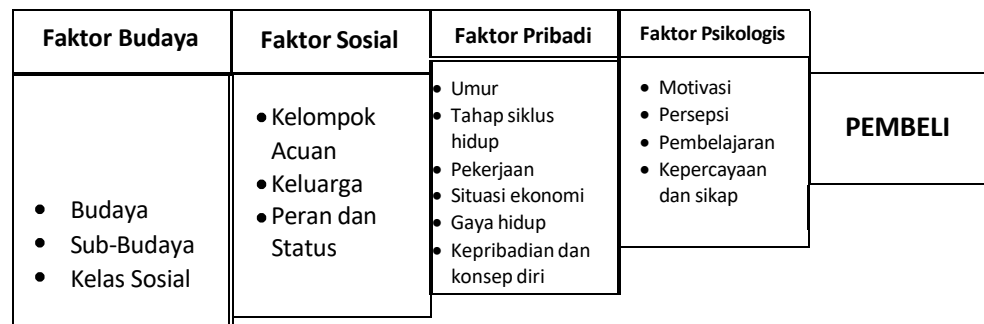 Faktor Budaya
• Budaya
• Sub-Budaya
• Kelas Sosial
Faktor Sosial
• Kelompok
Acuan
• Keluarga
• Peran dan
Status
Faktor Pribadi
• Umur
• Tahap siklus
hidup
• Pekerjaan
• Situasi ekonomi
• Gaya hidup
• Kepribadian dan
konsep diri
Faktor Psikologis
• Motivasi
• Persepsi
• Pembelajaran
• Kepercayaan
dan sikap
PEMBELI